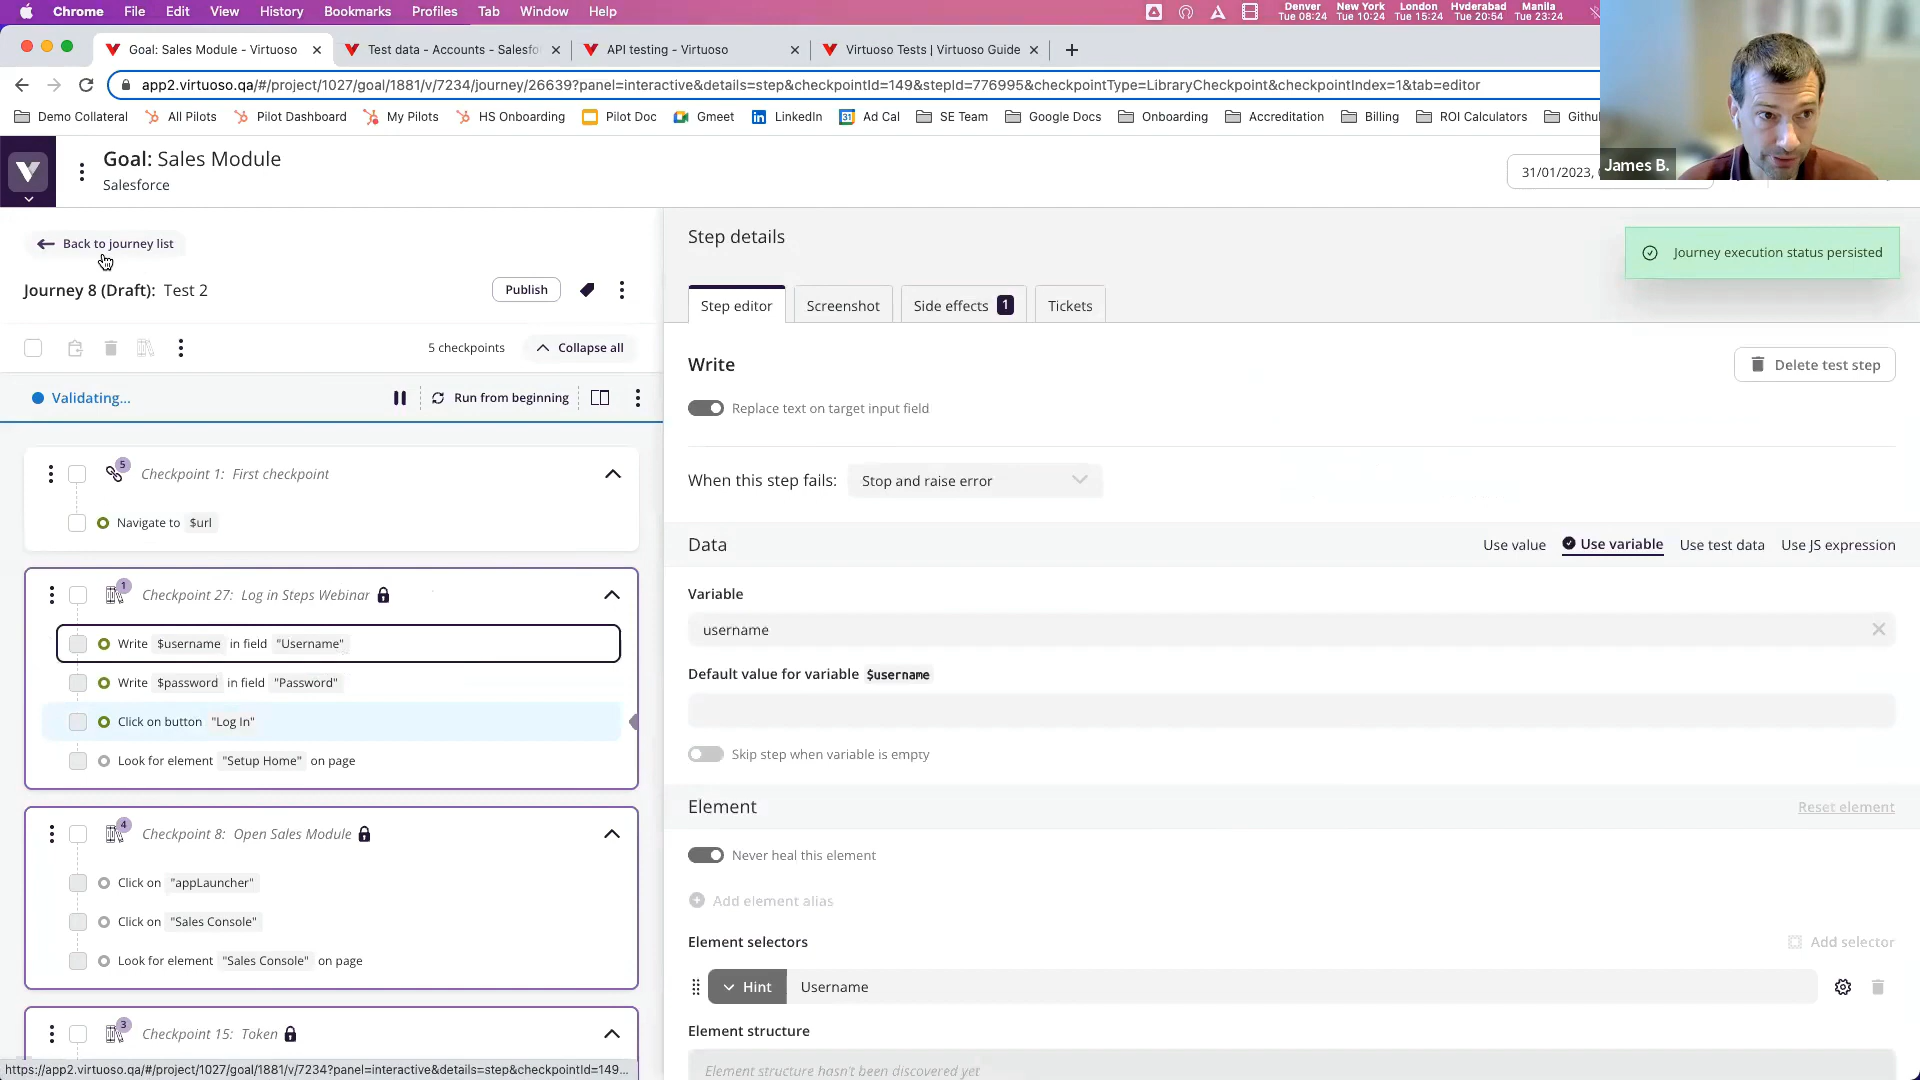 Chrome File Edit View History Bookmarks Profiles Tab Window Help
Denver New York London Hyderabad Manila
Tue 08:24 Tue 10:24 Tue 15:24 Tue 20:54 Tue 23:24
Goal: Sales Module - Virtuoso
Test data - Accounts - Salesfo
API testing - Virtuoso
Virtuoso Tests | Virtuoso Guide
app2.virtuoso.qa/#/project/1027/goal/1881/v/7234/journey/26639?panel=interactive&details=step&checkpointId=149&stepId=776995&checkpointType=LibraryCheckpoint&checkpointIndex=1&tab=editor
Demo Collateral All Pilots Pilot Dashboard My Pilots HS Onboarding Pilot Doc Gmeet LinkedIn 31 Ad Cal SE Team Google Docs Onboarding Accreditation Billing ROI Calculators Githu
James B.
Goal: Sales Module
Salesforce
31/01/2023,
Back to journey list
Journey 8 (Draft): Test 2
Publish
5 checkpoints
Collapse all
Validating...
Run from beginning
5
Checkpoint 1: First checkpoint
Navigate to $url
1
Checkpoint 27: Log in Steps Webinar
Write $username in field "Username"
Write $password in field "Password"
Click on button "Log In"
Look for element "Setup Home" on page
4
Checkpoint 8: Open Sales Module
Click on "appLauncher"
Click on "Sales Console"
Look for element "Sales Console" on page
3
Checkpoint 15: Token
https://app2.virtuoso.qa/#/project/1027/goal/1881/v/7234?panel=interactive&details=step&checkpointId=149...
Step details
Journey execution status persisted
Step editor
Screenshot
Side effects 1
Tickets
Write
Delete test step
Replace text on target input field
When this step fails: Stop and raise error
Data
Use value
Use variable
Use test data
Use JS expression
Variable
username
Default value for variable $username
Skip step when variable is empty
Element
Reset element
Never heal this element
Add element alias
Element selectors
Add selector
Hint Username
Element structure
Element structure hasn't been discovered yet